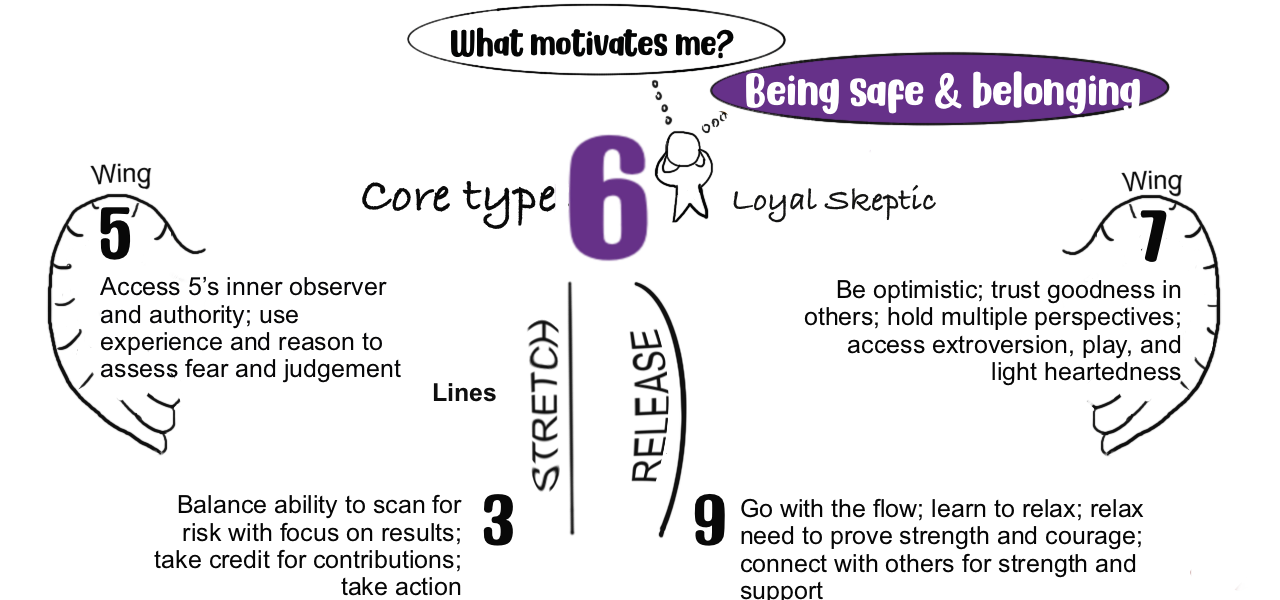 What motivates me?
Being safe & belonging
Core type 6
Loyal Skeptic
Wing
5
Access 5's inner observer
and authority; use
experience and reason to
assess fear and judgement
Wing
7
Be optimistic; trust goodness in
others; hold multiple perspectives;
access extroversion, play, and
light heartedness
Lines
STRETCH
RELEASE
3
Balance ability to scan for
risk with focus on results;
take credit for contributions;
take action
9
Go with the flow; learn to relax; relax
need to prove strength and courage;
connect with others for strength and
support